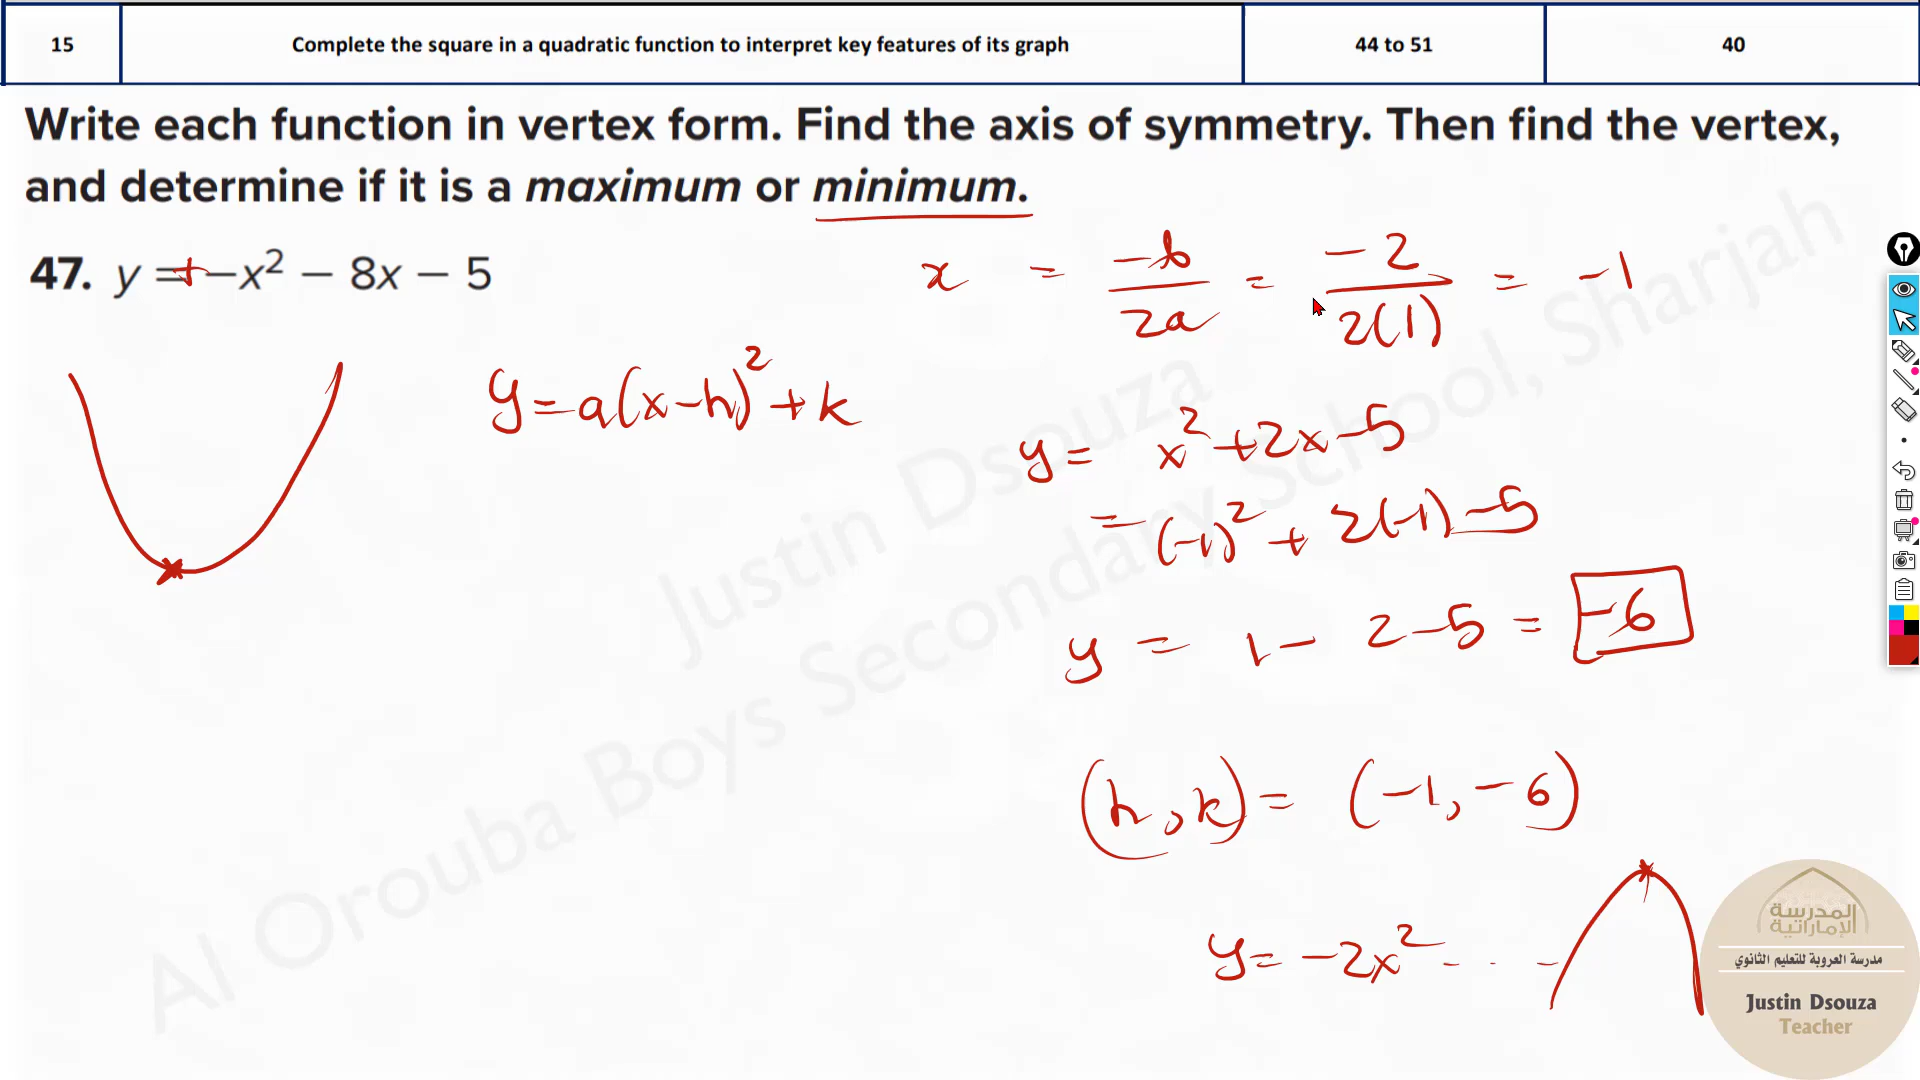 15 Complete the square in a quadratic function to interpret key features of its graph 44 to 51 40
Write each function in vertex form. Find the axis of symmetry. Then find the vertex,
and determine if it is a maximum or minimum.
47. y = + −x² − 8x − 5
x = -b/2a = -2/2(1) = -1
y = a(x-h)² + k
y = x² + 2x - 5
= (-1)² + 2(-1) - 5
y = 1 - 2 - 5 = -6
(h, k) = (-1, -6)
y = -2x² - - -
المدرسة
الإماراتية
مدرسة العروبة للتعليم الثانوي
Justin Dsouza
Teacher
Justin Dsouza
Al Orouba Boys Secondary School, Sharjah